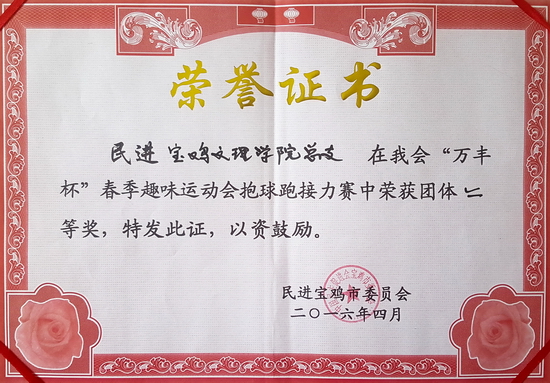 荣誉证书
民进宝鸡文理学院总支 在我会“万丰
杯”春季趣味运动会抱球跑接力赛中荣获团体二
等奖，特发此证，以资鼓励。
民进宝鸡市委员会
二〇一六年四月